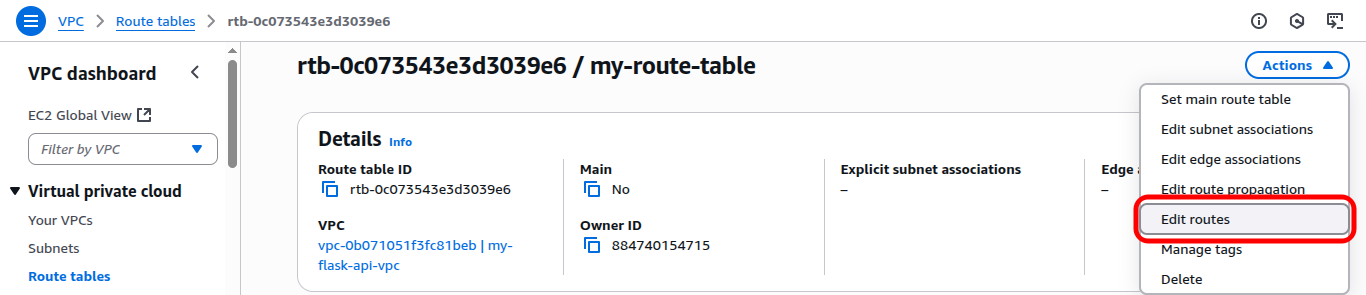 VPC > Route tables > rtb-0c073543e3d3039e6
VPC dashboard
EC2 Global View
Filter by VPC
Virtual private cloud
Your VPCs
Subnets
Route tables
rtb-0c073543e3d3039e6 / my-route-table
Actions
Set main route table
Edit subnet associations
Edit edge associations
Edit route propagation
Edit routes
Manage tags
Delete
Details Info
Route table ID
rtb-0c073543e3d3039e6
Main
No
Explicit subnet associations
–
Edge
–
VPC
vpc-0b071051f3fc81beb | my-
flask-api-vpc
Owner ID
884740154715